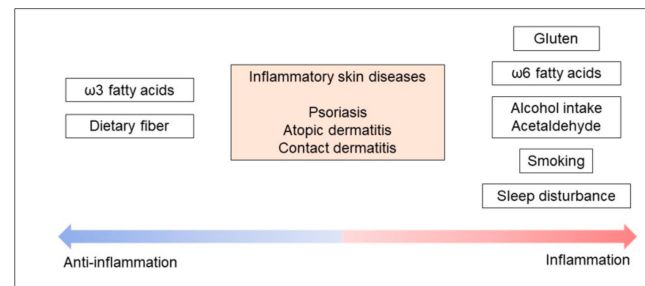 ω3 fatty acids
Dietary fiber
Inflammatory skin diseases
Psoriasis
Atopic dermatitis
Contact dermatitis
Gluten
ω6 fatty acids
Alcohol intake
Acetaldehyde
Smoking
Sleep disturbance
Anti-inflammation
Inflammation